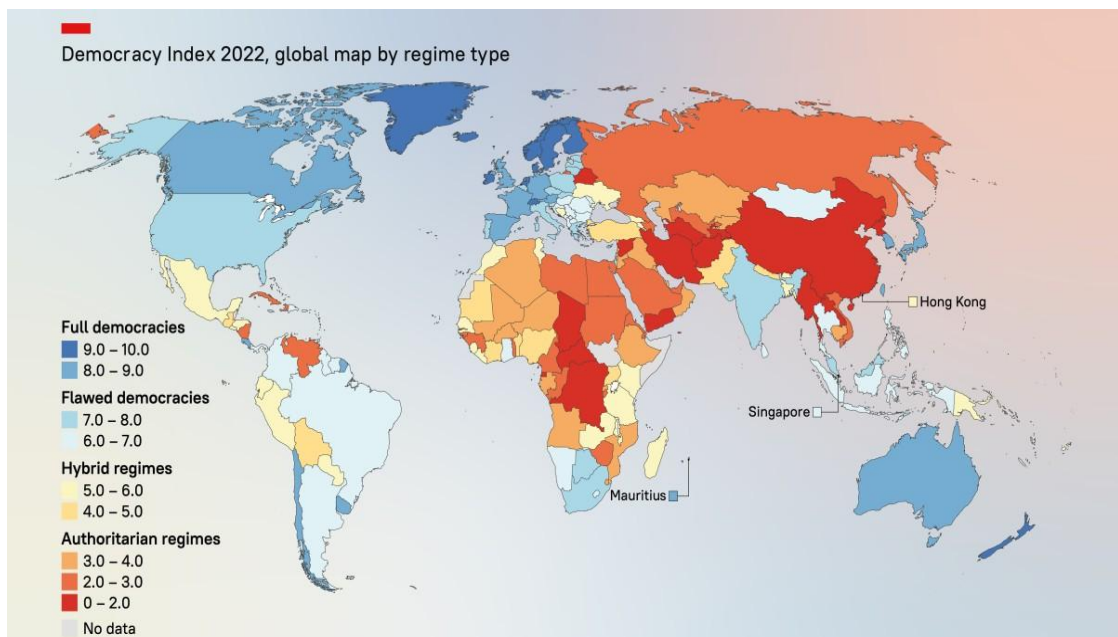 Democracy Index 2022, global map by regime type
Full democracies
9.0 – 10.0
8.0 – 9.0
Flawed democracies
7.0 – 8.0
6.0 – 7.0
Hybrid regimes
5.0 – 6.0
4.0 – 5.0
Authoritarian regimes
3.0 – 4.0
2.0 – 3.0
0 – 2.0
No data
Hong Kong
Singapore
Mauritius